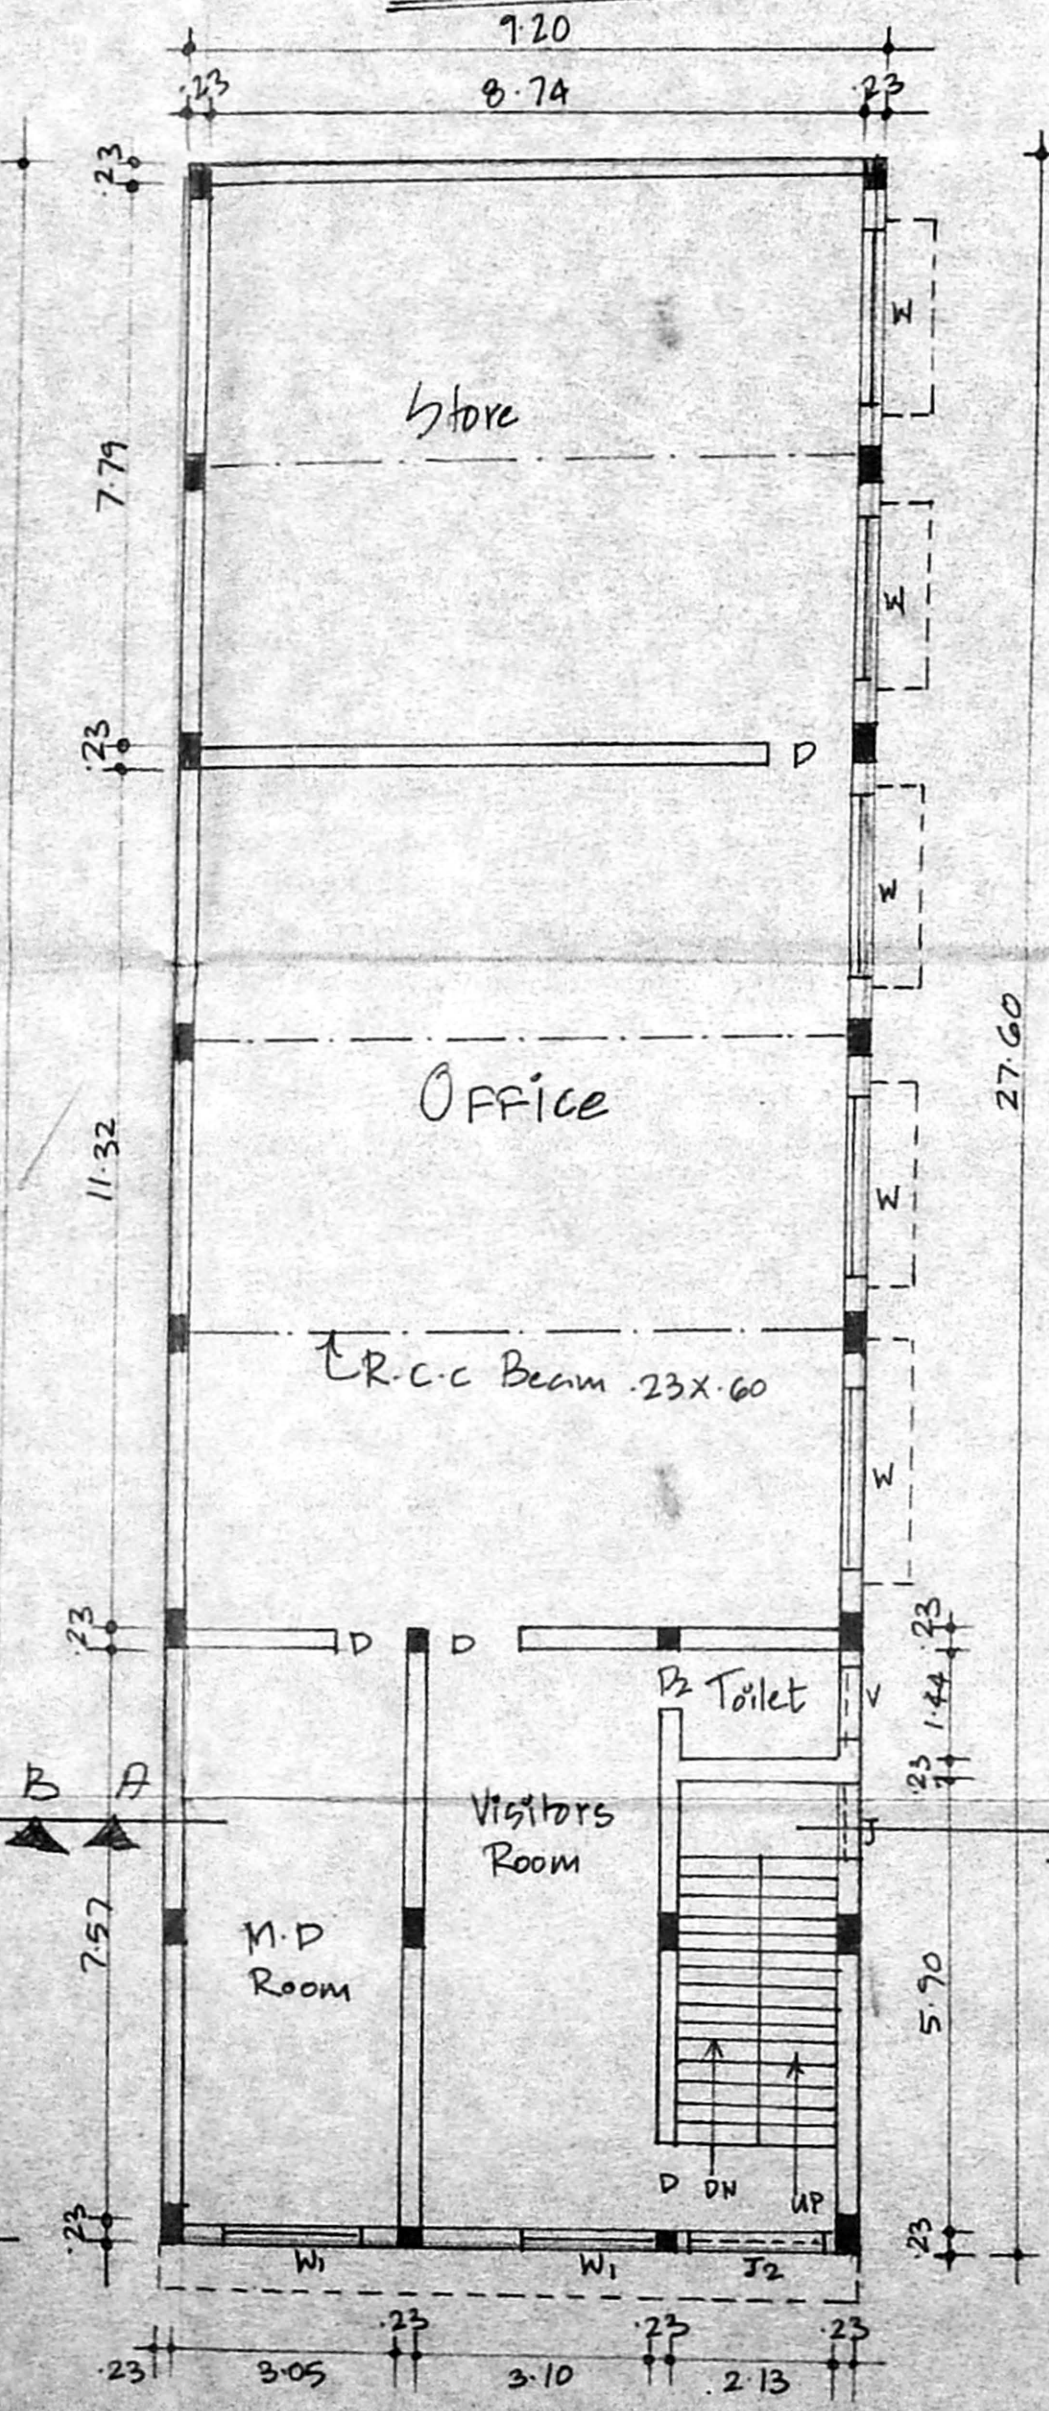 9.20
.23 8.74 .23
.23
W
Store
7.79
W
.23
D
W
27.60
Office
11.32
W
R.C.C Beam .23X.60
W
.23
D D
.23
D2 Toilet V
1.44
B A
.23
Visitors
Room
J
7.57
M.D
Room
5.90
D DN UP
.23
.23
W1 W1 J2
.23 .23 .23
.23 3.05 3.10 2.13